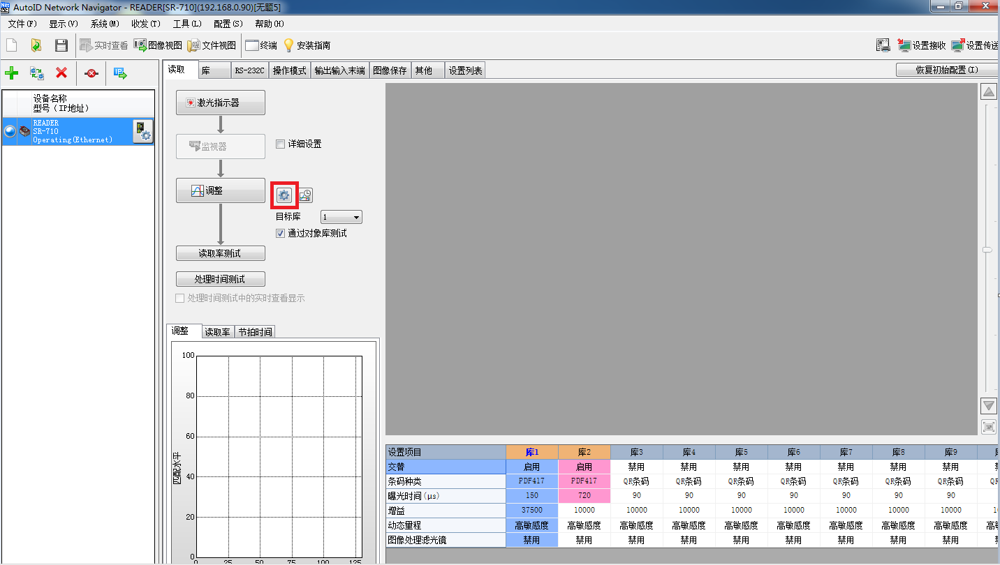 AutoID Network Navigator - READER[SR-710](192.168.0.90)[无题5]
文件(F) 显示(V) 系统(M) 收发(T) 工具(L) 配置(S) 帮助(H)
实时查看 图像视图 文件视图 终端 安装指南 设置接收 设置传送
读取 库 RS-232C 操作模式 输出输入末端 图像保存 其他 设置列表 恢复初始配置(I)
设备名称
型号（IP地址）
READER
SR-710
Operating(Ethernet)
激光指示器
监视器
详细设置
调整
目标库 1
通过对象库测试
读取率测试
处理时间测试
处理时间测试中的实时查看显示
调整 读取率 节拍时间
匹配水平
100
80
60
40
20
0
0 25 50 75 100 125
设置项目 库1 库2 库3 库4 库5 库6 库7 库8 库9
交替 启用 启用 禁用 禁用 禁用 禁用 禁用 禁用 禁用
条码种类 PDF417 PDF417 QR条码 QR条码 QR条码 QR条码 QR条码 QR条码 QR条码
曝光时间(μs) 150 720 90 90 90 90 90 90 90
增益 37500 10000 10000 10000 10000 10000 10000 10000 10000
动态量程 高敏感度 高敏感度 高敏感度 高敏感度 高敏感度 高敏感度 高敏感度 高敏感度 高敏感度
图像处理滤光镜 禁用 禁用 禁用 禁用 禁用 禁用 禁用 禁用 禁用